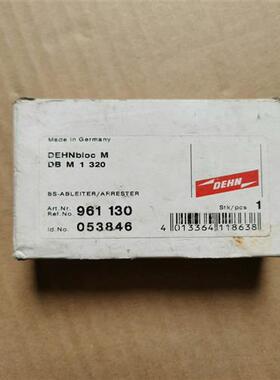 Made in Germany
DEHNbloc M
DB M 1 320
DEHN
BS-ABLEITER/ARRESTER
Art.Nr.
Ref.No. 961 130
Stk/pcs 1
Id.No. 053846
4 013364 118638